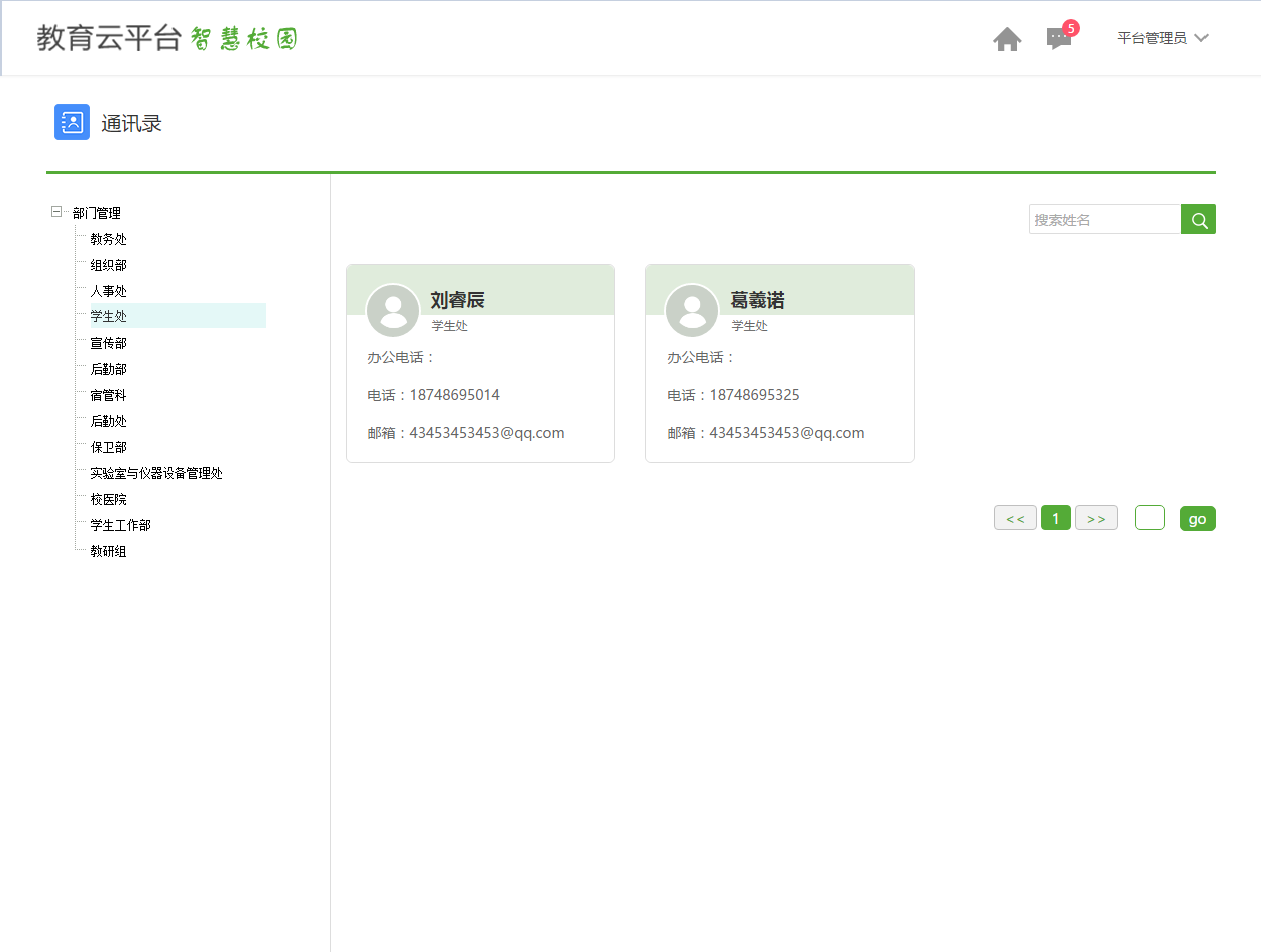 教育云平台 智慧校园
5
平台管理员
通讯录
部门管理
教务处
组织部
人事处
学生处
宣传部
后勤部
宿管科
后勤处
保卫部
实验室与仪器设备管理处
校医院
学生工作部
教研组
搜索姓名
刘睿辰
学生处
办公电话：
电话：18748695014
邮箱：43453453453@qq.com
葛羲诺
学生处
办公电话：
电话：18748695325
邮箱：43453453453@qq.com
<< 1 >> go